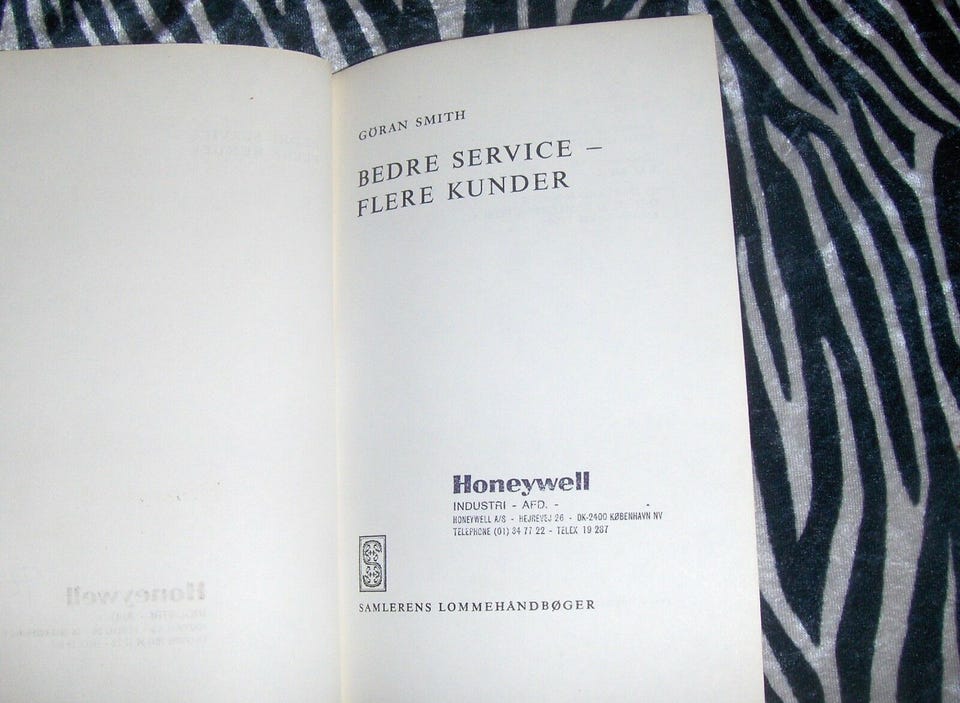 GÖRAN SMITH
BEDRE SERVICE –
FLERE KUNDER
Honeywell
INDUSTRI - AFD. -
HONEYWELL A/S - HEJREVEJ 26 - DK-2400 KØBENHAVN NV
TELEPHONE (01) 34 77 22 - TELEX 19 287
S
SAMLERENS LOMMEHÅNDBØGER
Honeywell